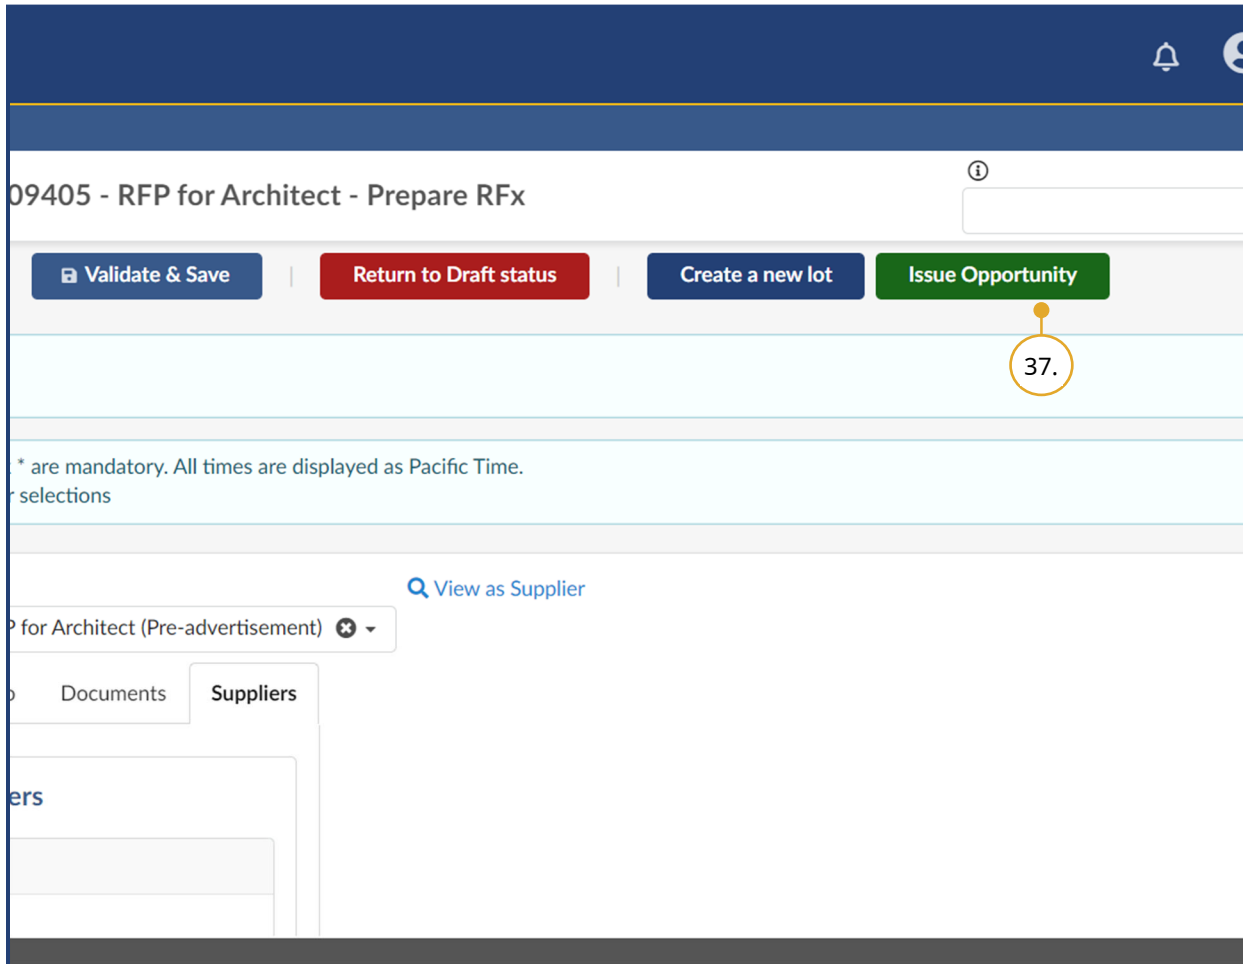 09405 - RFP for Architect - Prepare RFx
Validate & Save | Return to Draft status | Create a new lot Issue Opportunity
37.
* are mandatory. All times are displayed as Pacific Time.
r selections
View as Supplier
P for Architect (Pre-advertisement)
o Documents Suppliers
ers